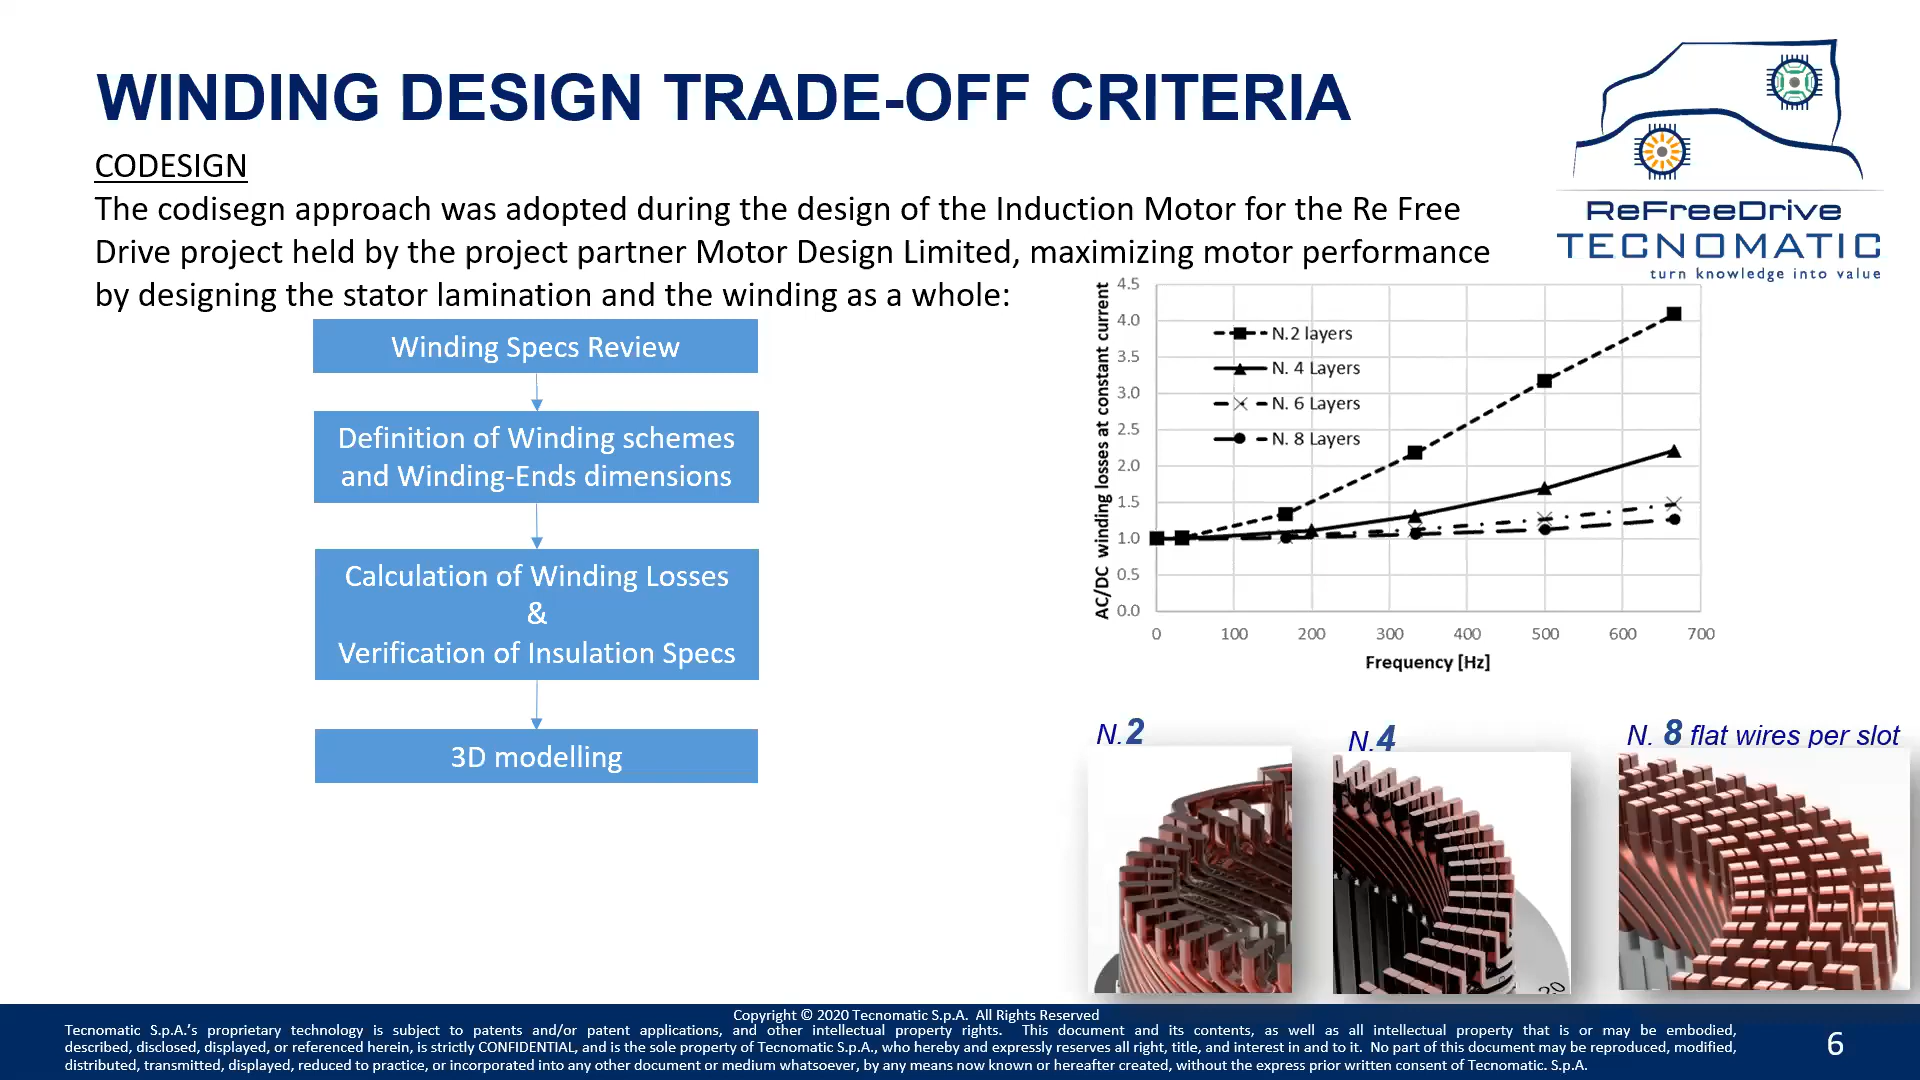 WINDING DESIGN TRADE-OFF CRITERIA
CODESIGN
The codisegn approach was adopted during the design of the Induction Motor for the Re Free
Drive project held by the project partner Motor Design Limited, maximizing motor performance
by designing the stator lamination and the winding as a whole:
ReFreeDrive
TECNOMATIC
turn knowledge into value
Winding Specs Review
Definition of Winding schemes
and Winding-Ends dimensions
Calculation of Winding Losses
&
Verification of Insulation Specs
3D modelling
AC/DC winding losses at constant current
4.5
4.0
3.5
3.0
2.5
2.0
1.5
1.0
0.5
0.0
N.2 layers
N. 4 Layers
N. 6 Layers
N. 8 Layers
0 100 200 300 400 500 600 700
Frequency [Hz]
N.2
N.4
N. 8 flat wires per slot
20
Copyright © 2020 Tecnomatic S.p.A. All Rights Reserved
Tecnomatic S.p.A.'s proprietary technology is subject to patents and/or patent applications, and other intellectual property rights. This document and its contents, as well as all intellectual property that is or may be embodied,
described, disclosed, displayed, or referenced herein, is strictly CONFIDENTIAL, and is the sole property of Tecnomatic S.p.A., who hereby and expressly reserves all right, title, and interest in and to it. No part of this document may be reproduced, modified,
distributed, transmitted, displayed, reduced to practice, or incorporated into any other document or medium whatsoever, by any means now known or hereafter created, without the express prior written consent of Tecnomatic. S.p.A.
6